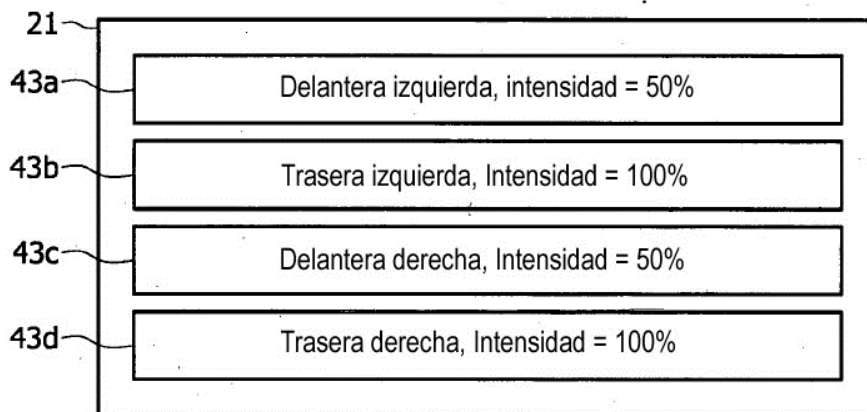 21
43a Delantera izquierda, intensidad = 50%
43b Trasera izquierda, Intensidad = 100%
43c Delantera derecha, Intensidad = 50%
43d Trasera derecha, Intensidad = 100%